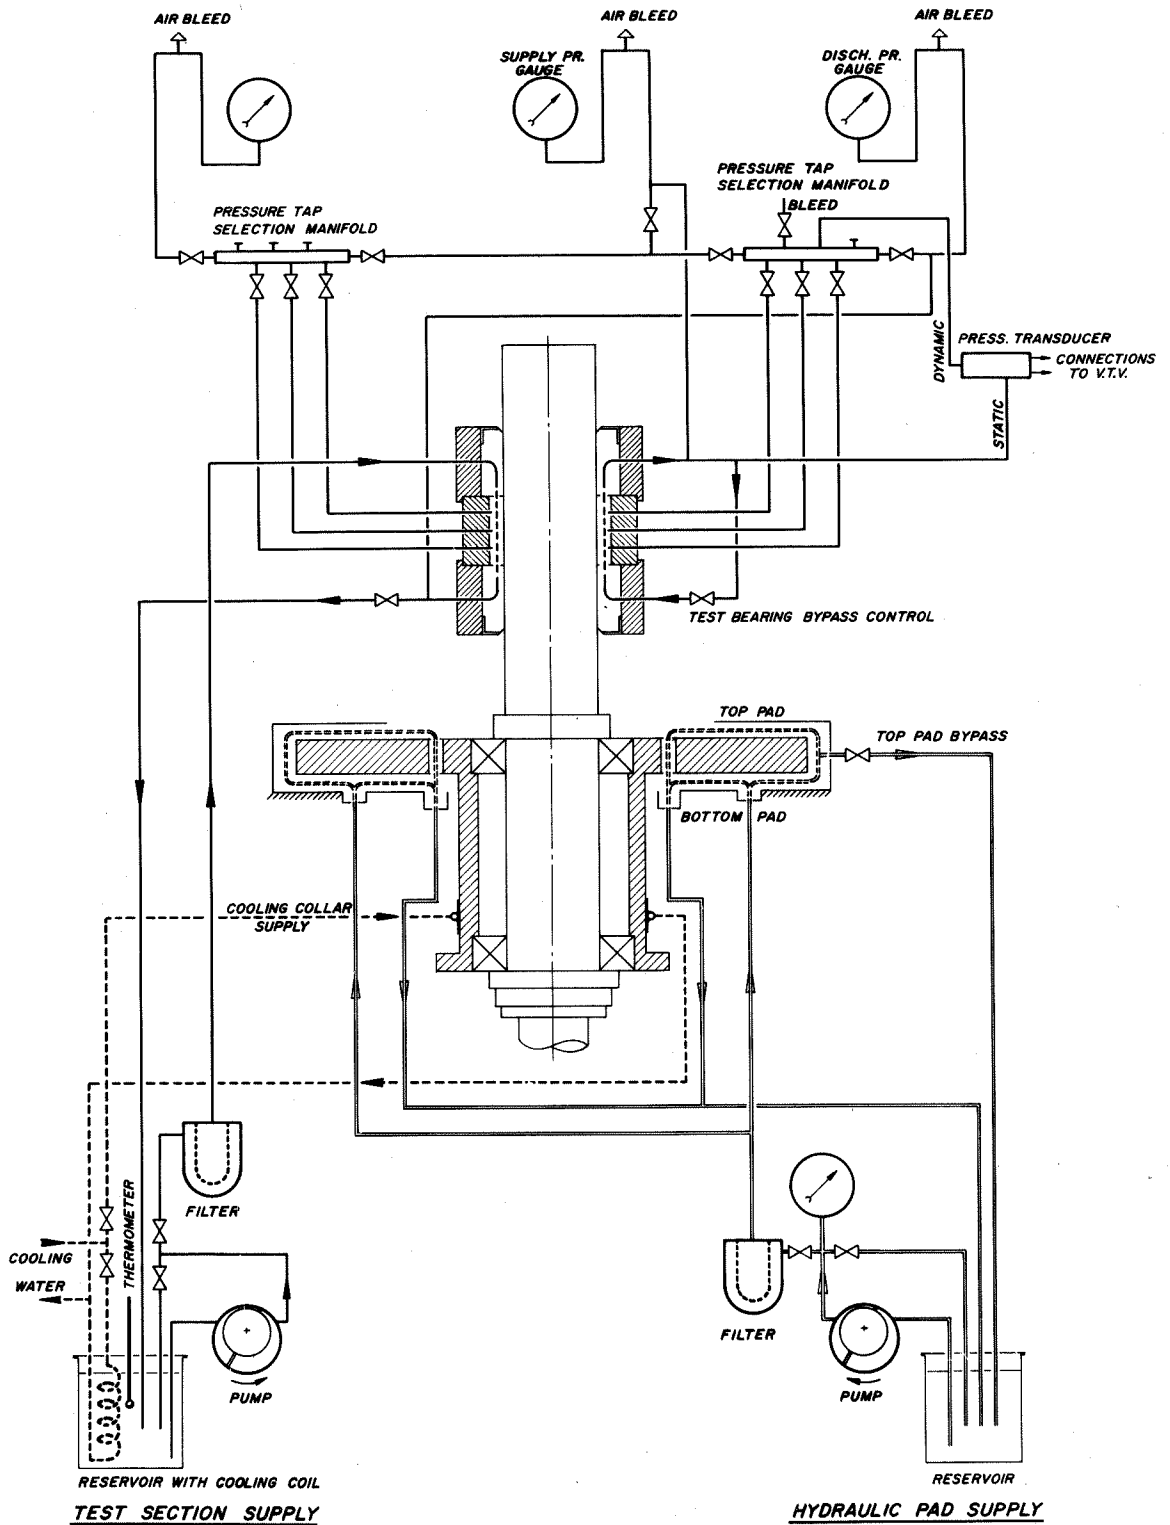 AIR BLEED
AIR BLEED
AIR BLEED
SUPPLY PR.
GAUGE
DISCH. PR.
GAUGE
PRESSURE TAP
SELECTION MANIFOLD
BLEED
PRESSURE TAP
SELECTION MANIFOLD
DYNAMIC
PRESS. TRANSDUCER
CONNECTIONS
TO V.T.V.
STATIC
TEST BEARING BYPASS CONTROL
TOP PAD
TOP PAD BYPASS
BOTTOM PAD
COOLING COLLAR
SUPPLY
FILTER
THERMOMETER
COOLING
WATER
PUMP
FILTER
PUMP
RESERVOIR WITH COOLING COIL
TEST SECTION SUPPLY
RESERVOIR
HYDRAULIC PAD SUPPLY